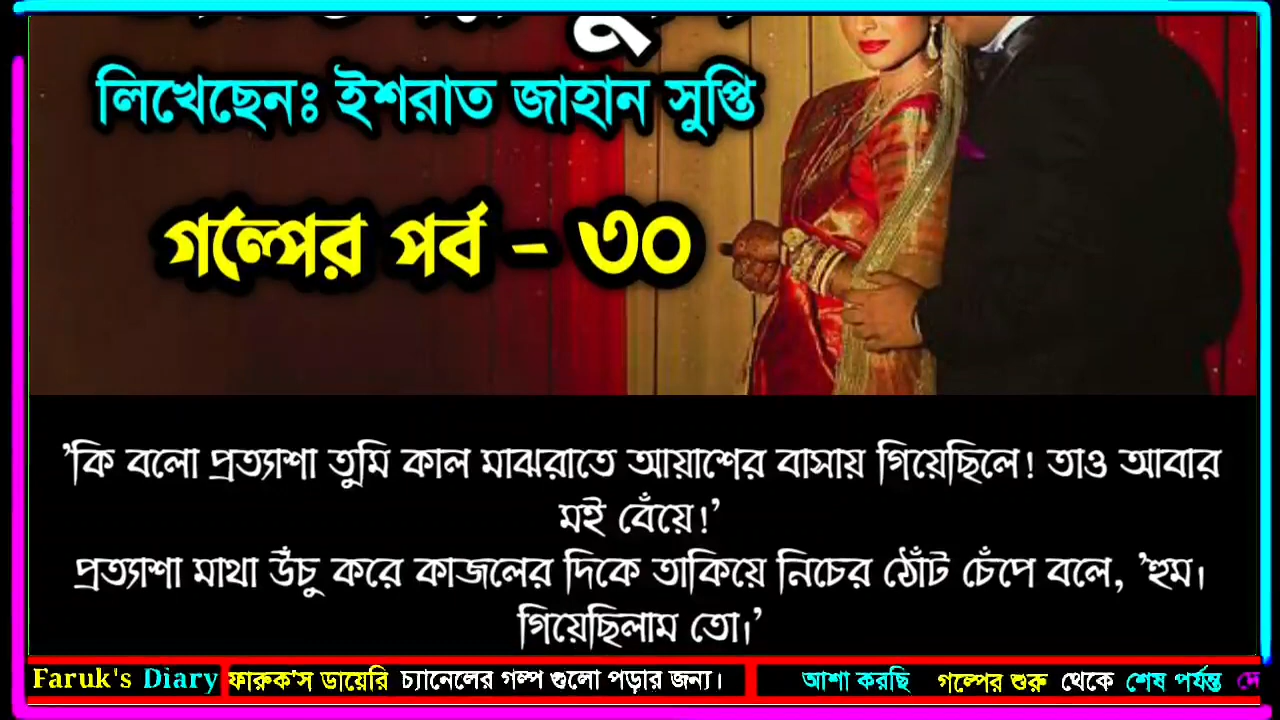 লিখেছেনঃ ইশরাত জাহান সুপ্তি
গল্পের পর্ব - ৩০
'কি বলো প্রত্যাশা তুমি কাল মাঝরাতে আয়াশের বাসায় গিয়েছিলে! তাও আবার
মই বেঁয়ে!'
প্রত্যাশা মাথা উঁচু করে কাজলের দিকে তাকিয়ে নিচের ঠোঁট চেঁপে বলে, 'হুম।
গিয়েছিলাম তো।'
Faruk's Diary ফারুক'স ডায়েরি চ্যানেলের গল্প গুলো পড়ার জন্য। আশা করছি গল্পের শুরু থেকে শেষ পর্যন্ত